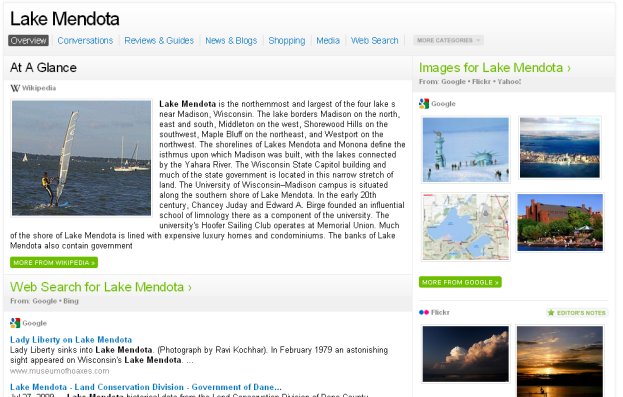 Lake Mendota
Overview Conversations Reviews & Guides News & Blogs Shopping Media Web Search MORE CATEGORIES
At A Glance
Wikipedia
Lake Mendota is the northernmost and largest of the four lake s
near Madison, Wisconsin. The lake borders Madison on the north,
east and south, Middleton on the west, Shorewood Hills on the
southwest, Maple Bluff on the northeast, and Westport on the
northwest. The shorelines of Lakes Mendota and Monona define the
isthmus upon which Madison was built, with the lakes connected
by the Yahara River. The Wisconsin State Capitol building and
much of the state government is located in this narrow stretch of
land. The University of Wisconsin–Madison campus is situated
along the southern shore of Lake Mendota. In the early 20th
century, Chancey Juday and Edward A. Birge founded an influential
school of limnology there as a component of the university. The
university's Hoofer Sailing Club operates at Memorial Union. Much
of the shore of Lake Mendota is lined with expensive luxury homes and condominiums. The banks of Lake
Mendota also contain government
MORE FROM WIKIPEDIA »
Web Search for Lake Mendota ›
From: Google • Bing
Google
Lady Liberty on Lake Mendota
Lady Liberty sinks into Lake Mendota. (Photograph by Ravi Kochhar). In February 1979 an astonishing
sight appeared on Wisconsin's Lake Mendota. ...
www.museumofhoaxes.com
Lake Mendota - Land Conservation Division - Government of Dane...
Jul 27, 2009 ... Lake Mendota historical data from the Land Conservation Division of Dane County
Images for Lake Mendota ›
From: Google • Flickr • Yahoo!
Google
MORE FROM GOOGLE »
Flickr
EDITOR'S NOTES